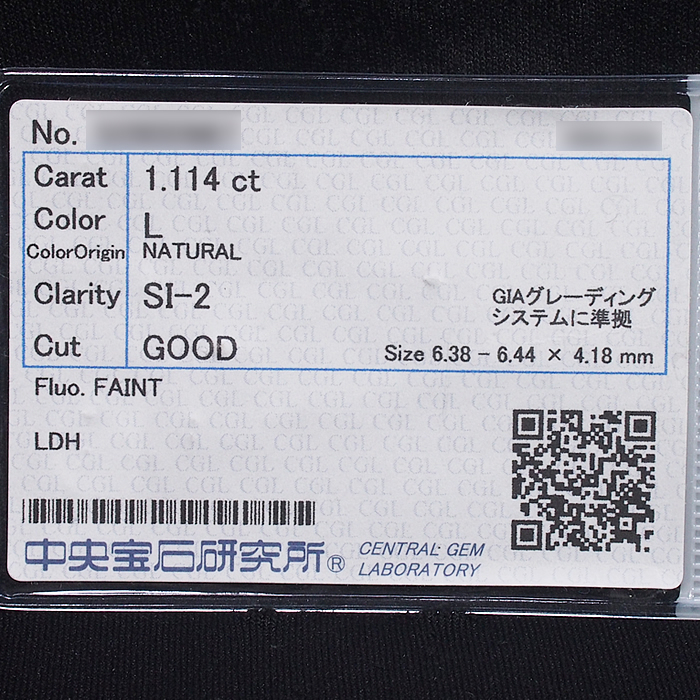 No.
Carat 1.114 ct
Color L
ColorOrigin NATURAL
Clarity SI-2
GIAグレーディング
システムに準拠
Cut GOOD
Size 6.38 - 6.44 × 4.18 mm
Fluo. FAINT
LDH
中央宝石研究所® CENTRAL GEM
LABORATORY